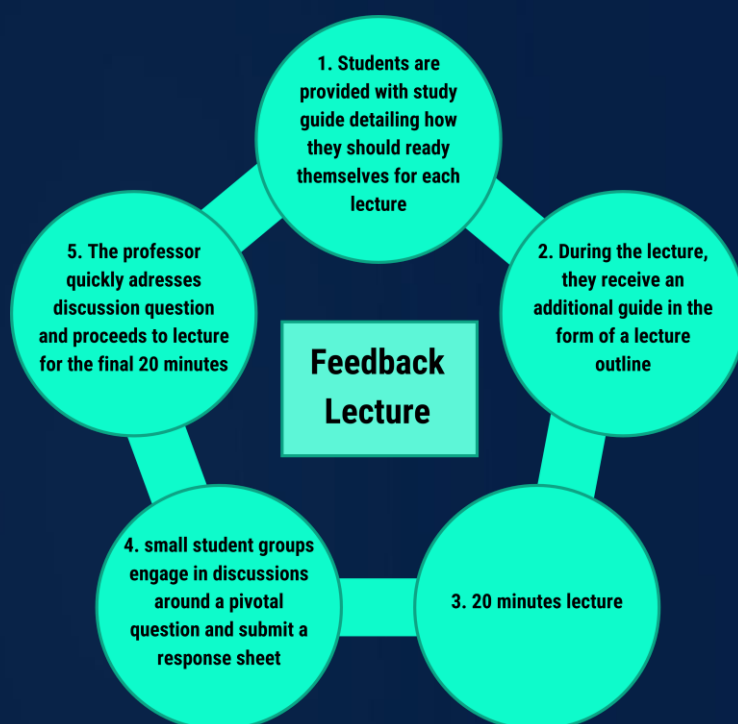 1. Students are
provided with study
guide detailing how
they should ready
themselves for each
lecture
2. During the lecture,
they receive an
additional guide in the
form of a lecture
outline
3. 20 minutes lecture
4. small student groups
engage in discussions
around a pivotal
question and submit a
response sheet
5. The professor
quickly adresses
discussion question
and proceeds to lecture
for the final 20 minutes
Feedback
Lecture